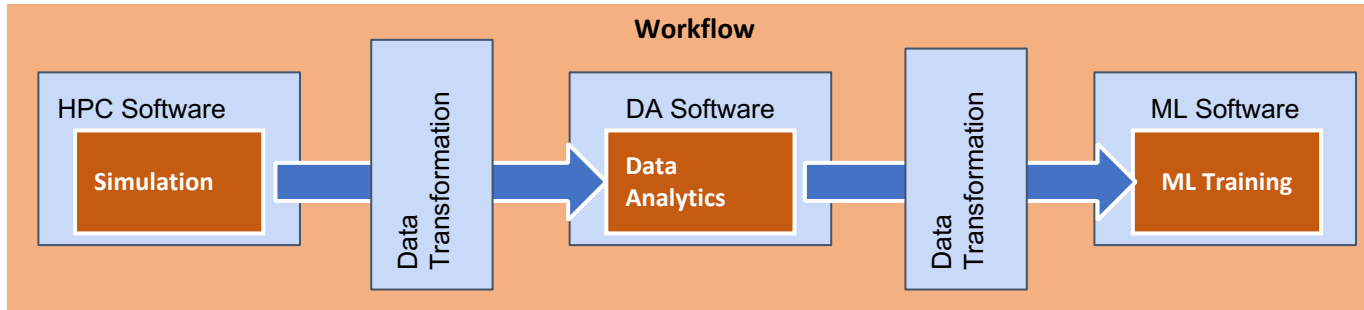 Workflow
HPC Software
Simulation
Data
Transformation
DA Software
Data
Analytics
Data
Transformation
ML Software
ML Training